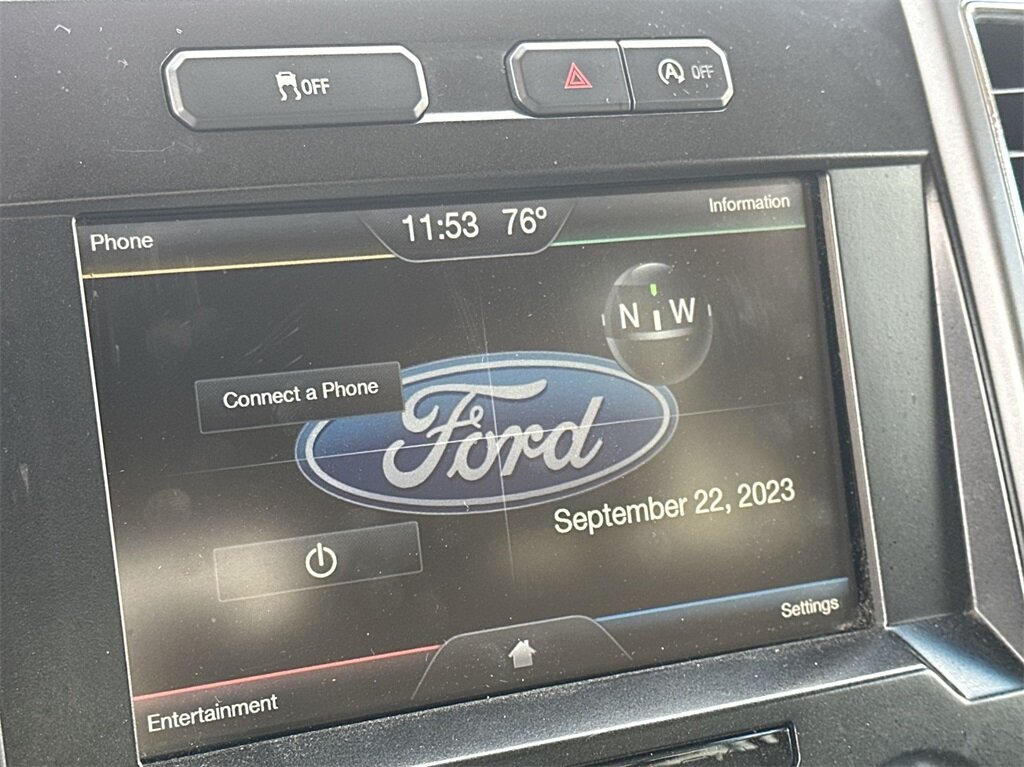 OFF
A OFF
Phone
11:53 76°
Information
N W
Connect a Phone
Ford
September 22, 2023
Settings
Entertainment